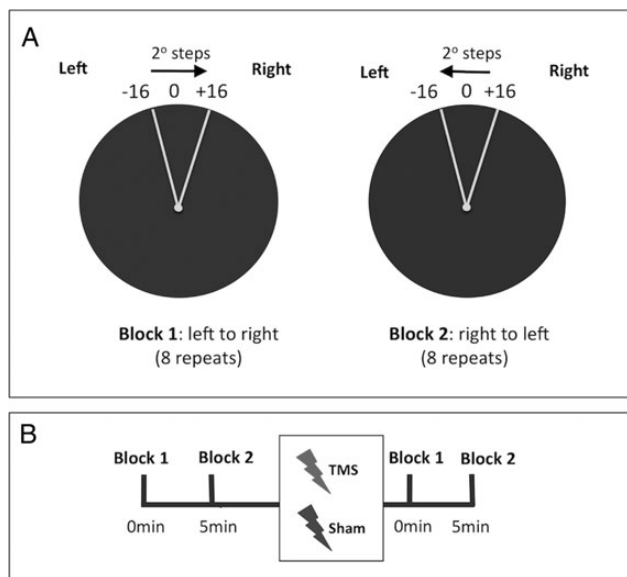 A
2° steps
Left Right
-16 0 +16
Block 1: left to right
(8 repeats)
2° steps
Left Right
-16 0 +16
Block 2: right to left
(8 repeats)
B
Block 1 Block 2 TMS Block 1 Block 2
0min 5min Sham 0min 5min